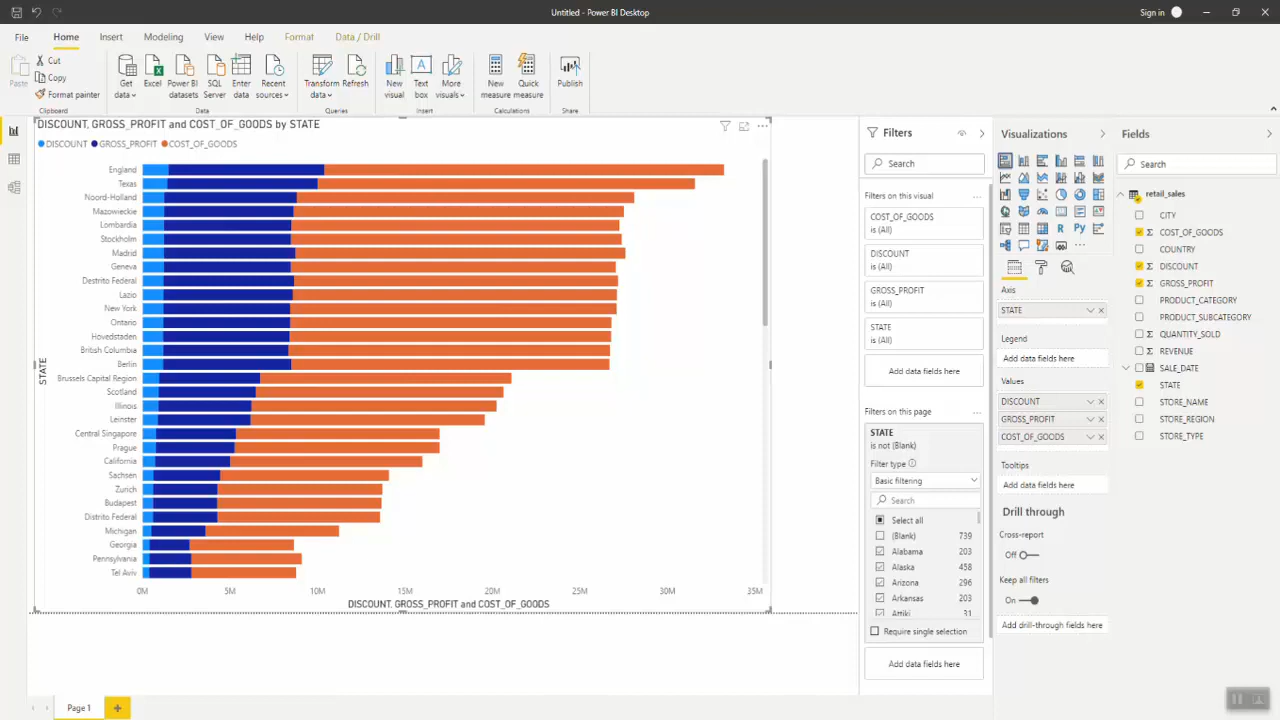 Untitled - Power BI Desktop
Sign in
File
Home
Insert
Modeling
View
Help
Format
Data / Drill
Paste
Cut
Copy
Format painter
Clipboard
Get data
Excel
Power BI datasets
SQL Server
Enter data
Recent sources
Data
Transform data
Refresh
Queries
New visual
Text box
More visuals
Insert
New measure
Quick measure
Calculations
Publish
Share
DISCOUNT, GROSS_PROFIT and COST_OF_GOODS by STATE
DISCOUNT GROSS_PROFIT COST_OF_GOODS
STATE
England
Texas
Noord-Holland
Mazowieckie
Lombardia
Stockholm
Madrid
Geneva
Destrito Federal
Lazio
New York
Ontario
Hovedstaden
British Columbia
Berlin
Brussels Capital Region
Scotland
Illinois
Leinster
Central Singapore
Prague
California
Sachsen
Zurich
Budapest
Distrito Federal
Michigan
Georgia
Pennsylvania
Tel Aviv
0M 5M 10M 15M 20M 25M 30M 35M
DISCOUNT, GROSS_PROFIT and COST_OF_GOODS
Page 1
Filters
Search
Filters on this visual
COST_OF_GOODS
is (All)
DISCOUNT
is (All)
GROSS_PROFIT
is (All)
STATE
is (All)
Add data fields here
Filters on this page
STATE
is not (Blank)
Filter type
Basic filtering
Search
Select all
(Blank) 739
Alabama 203
Alaska 458
Arizona 296
Arkansas 203
Attiki 31
Require single selection
Add data fields here
Visualizations
R
Py
Axis
STATE
Legend
Add data fields here
Values
DISCOUNT
GROSS_PROFIT
COST_OF_GOODS
Tooltips
Add data fields here
Drill through
Cross-report
Off
Keep all filters
On
Add drill-through fields here
Fields
Search
retail_sales
CITY
Σ COST_OF_GOODS
COUNTRY
Σ DISCOUNT
Σ GROSS_PROFIT
PRODUCT_CATEGORY
PRODUCT_SUBCATEGORY
Σ QUANTITY_SOLD
Σ REVENUE
SALE_DATE
STATE
STORE_NAME
STORE_REGION
STORE_TYPE